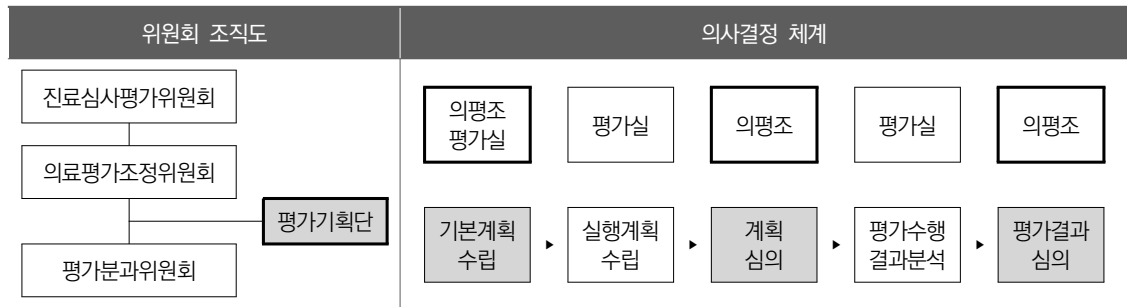 위원회 조직도
의사결정 체계
진료심사평가위원회
의료평가조정위원회
평가기획단
평가분과위원회
의평조
평가실
평가실
의평조
평가실
의평조
기본계획
수립
실행계획
수립
계획
심의
평가수행
결과분석
평가결과
심의